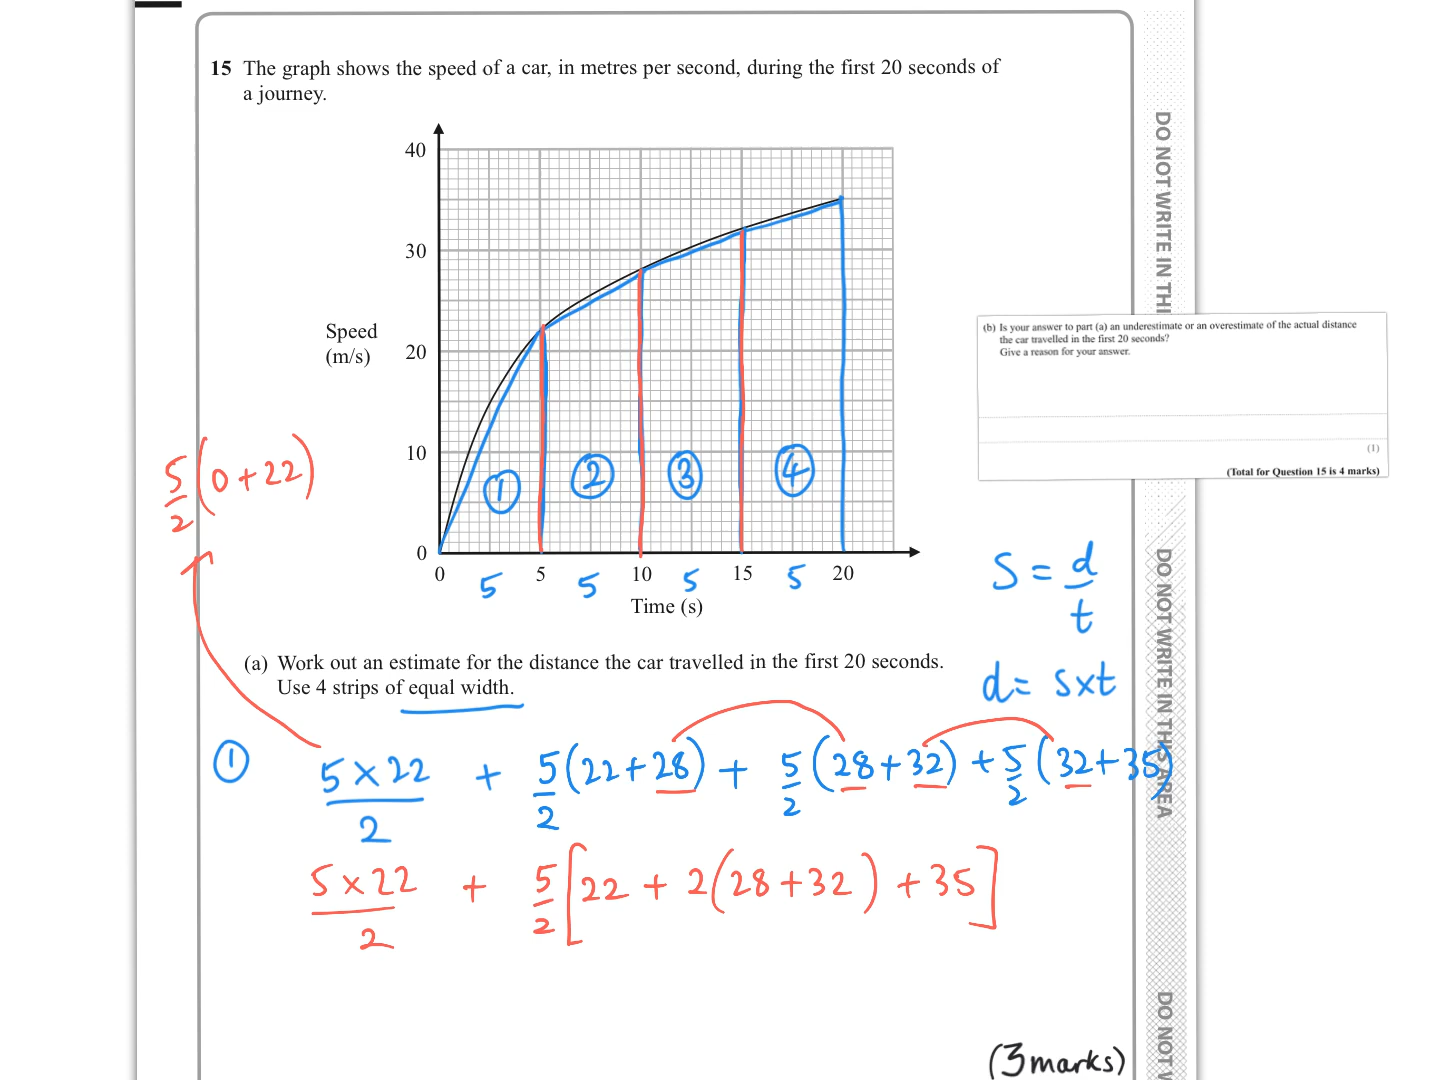 15 The graph shows the speed of a car, in metres per second, during the first 20 seconds of
a journey.
40
30
20
10
0
Speed
(m/s)
0 5 10 15 20
Time (s)
① ② ③ ④
5 5 5 5
5/2 (0+22)
(b) Is your answer to part (a) an underestimate or an overestimate of the actual distance
the car travelled in the first 20 seconds?
Give a reason for your answer.
(1)
(Total for Question 15 is 4 marks)
S = d/t
d= s×t
(a) Work out an estimate for the distance the car travelled in the first 20 seconds.
Use 4 strips of equal width.
① 5×22/2 + 5/2 (22+28) + 5/2 (28+32) + 5/2 (32+35)
5×22/2 + 5/2 [22 + 2(28+32) +35]
(3 marks)
DO NOT WRITE IN THI
DO NOT WRITE IN THIS AREA
DO NOT W